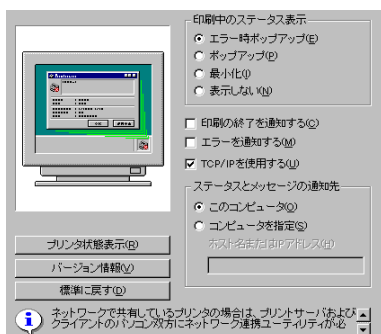 印刷中のステータス表示
エラー時ポップアップ(E)
ポップアップ(P)
最小化(I)
表示しない(N)
印刷の終了を通知する(C)
エラーを通知する(M)
TCP/IPを使用する(U)
ステータスとメッセージの通知先
このコンピュータ(O)
コンピュータを指定(S)
ホスト名またはIPアドレス(H)
プリンタ状態表示(R)
バージョン情報(V)
標準に戻す(D)
ネットワークで共有しているプリンタの場合は、プリントサーバおよび
クライアントのパソコン双方にネットワーク連携ユーティリティが必